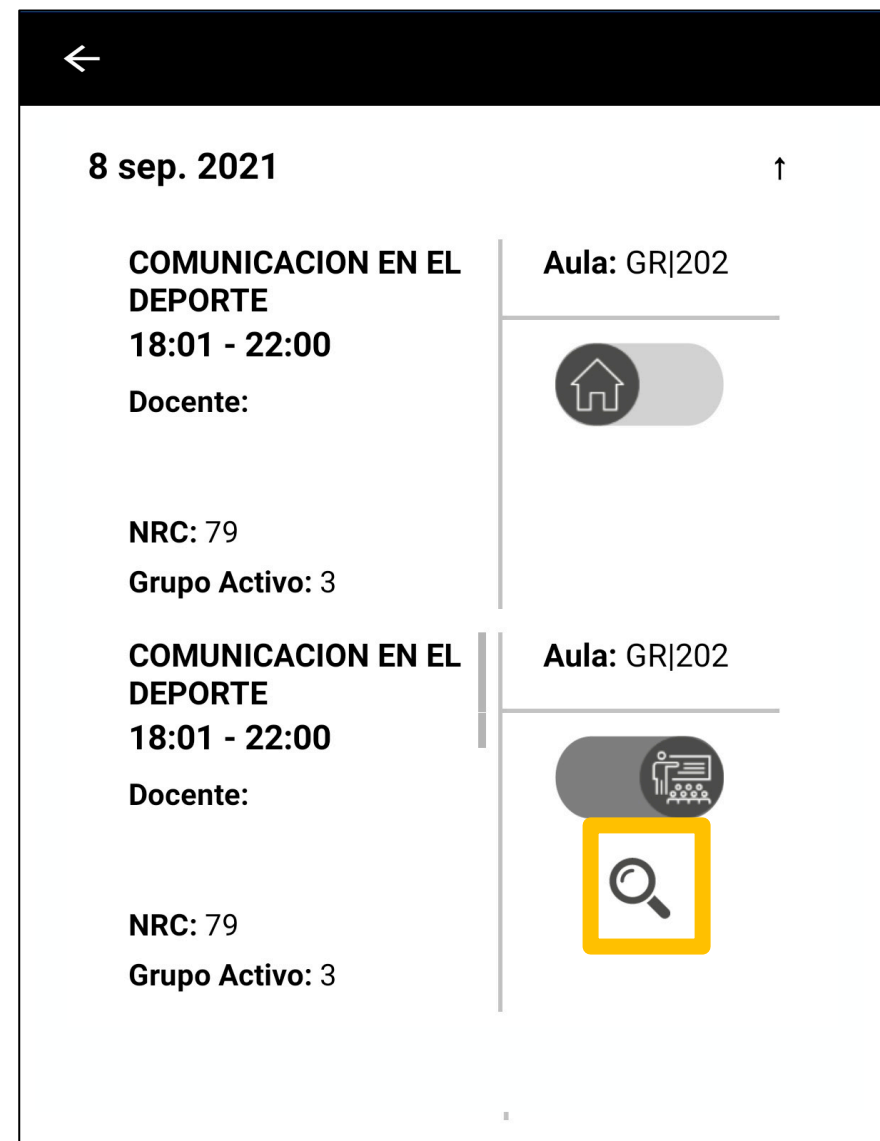 8 sep. 2021 ↑
COMUNICACION EN EL
DEPORTE
18:01 - 22:00
Docente:
NRC: 79
Grupo Activo: 3
Aula: GR|202
COMUNICACION EN EL
DEPORTE
18:01 - 22:00
Docente:
NRC: 79
Grupo Activo: 3
Aula: GR|202